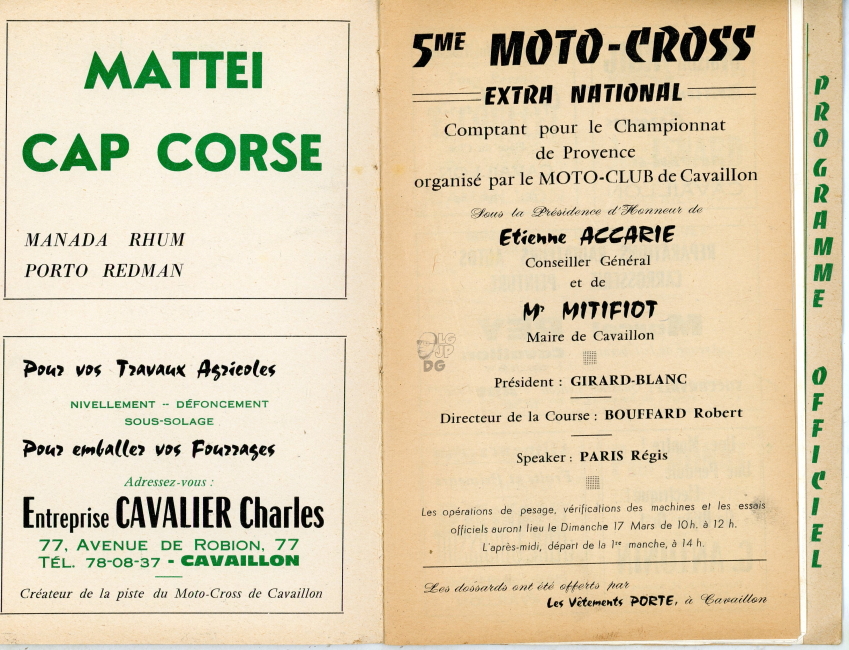 MATTEI
CAP CORSE
MANADA RHUM
PORTO REDMAN
Pour vos Travaux Agricoles
NIVELLEMENT -- DÉFONCEMENT
SOUS-SOLAGE
Pour emballer vos Fourrages
Adressez-vous :
Entreprise CAVALIER Charles
77, AVENUE DE ROBION, 77
TÉL. 78-08-37 - CAVAILLON
Créateur de la piste du Moto-Cross de Cavaillon
5ME MOTO-CROSS
EXTRA NATIONAL
Comptant pour le Championnat
de Provence
organisé par le MOTO-CLUB de Cavaillon
Sous la Présidence d'Honneur de
Etienne ACCARIE
Conseiller Général
et de
Mr MITIFIOT
Maire de Cavaillon
LG
JP
DG
Président : GIRARD-BLANC
Directeur de la Course : BOUFFARD Robert
Speaker : PARIS Régis
Les opérations de pesage, vérifications des machines et les essais
officiels auront lieu le Dimanche 17 Mars de 10h. à 12 h.
L'après-midi, départ de la 1re manche, à 14 h.
Les dossards ont été offerts par
Les Vêtements PORTE, à Cavaillon
PROGRAMME OFFICIEL